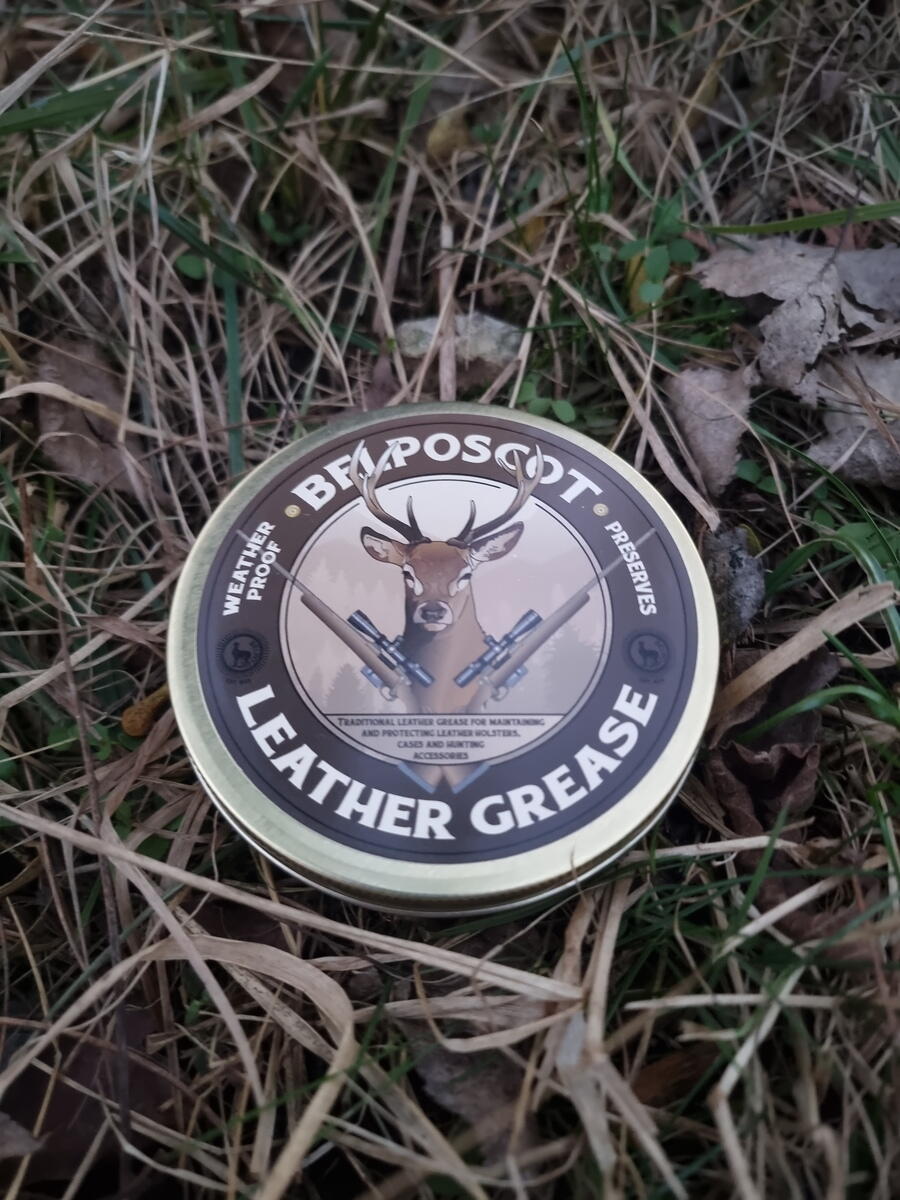 BELPOSCOT
WEATHER
PROOF
PRESERVES
TRADITIONAL LEATHER GREASE FOR MAINTAINING
AND PROTECTING LEATHER HOLSTERS,
CASES AND HUNTING
ACCESSORIES
LEATHER GREASE